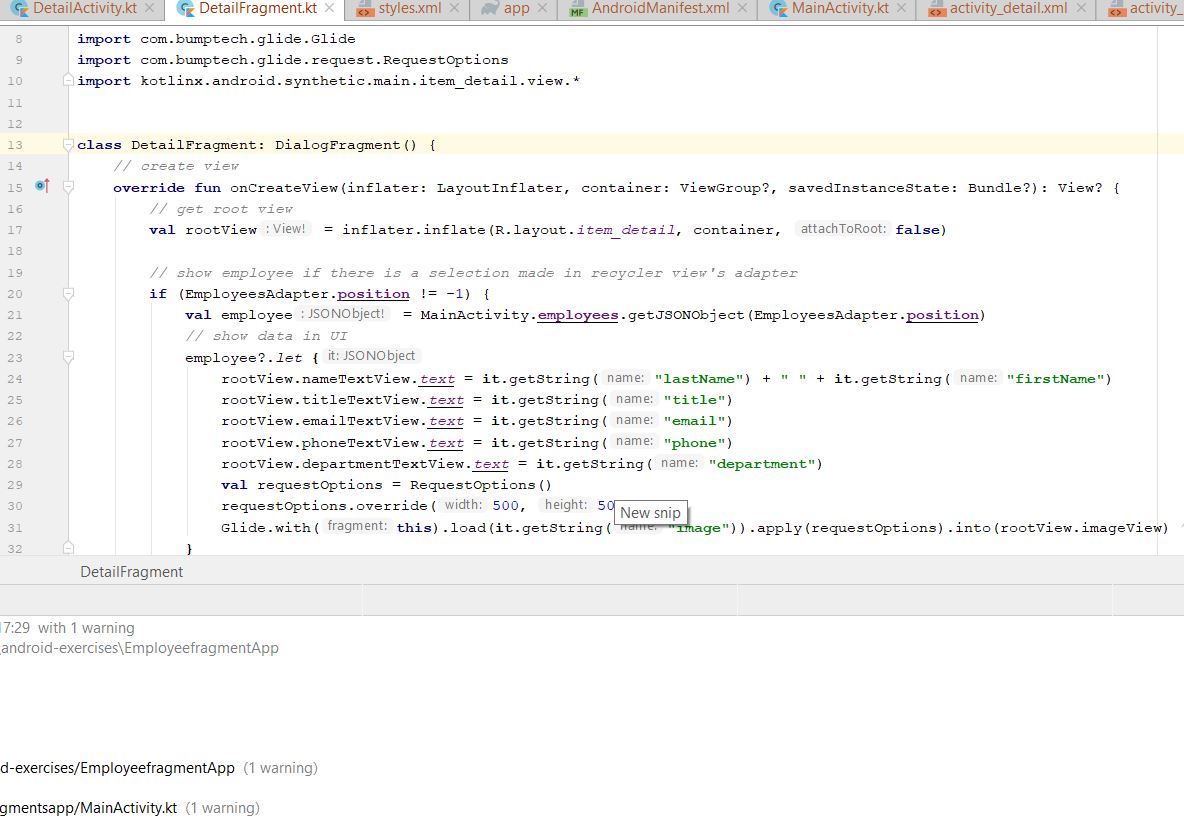 DetailActivity.kt DetailFragment.kt styles.xml app AndroidManifest.xml MainActivity.kt activity_detail.xml activity_
8 import com.bumptech.glide.Glide
9 import com.bumptech.glide.request.RequestOptions
10 import kotlinx.android.synthetic.main.item_detail.view.*
11
12
13 class DetailFragment: DialogFragment() {
14 // create view
15 override fun onCreateView(inflater: LayoutInflater, container: ViewGroup?, savedInstanceState: Bundle?): View? {
16 // get root view
17 val rootView : View! = inflater.inflate(R.layout.item_detail, container, attachToRoot: false)
18
19 // show employee if there is a selection made in recycler view's adapter
20 if (EmployeesAdapter.position != -1) {
21 val employee : JSONObject! = MainActivity.employees.getJSONObject(EmployeesAdapter.position)
22 // show data in UI
23 employee?.let { it: JSONObject
24 rootView.nameTextView.text = it.getString( name: "lastName") + " " + it.getString( name: "firstName")
25 rootView.titleTextView.text = it.getString( name: "title")
26 rootView.emailTextView.text = it.getString( name: "email")
27 rootView.phoneTextView.text = it.getString( name: "phone")
28 rootView.departmentTextView.text = it.getString( name: "department")
29 val requestOptions = RequestOptions()
30 requestOptions.override( width: 500, height: 50
New snip
31 Glide.with( fragment: this).load(it.getString( name: "image")).apply(requestOptions).into(rootView.imageView)
32 }
DetailFragment
17:29 with 1 warning
_android-exercises\EmployeefragmentApp
d-exercises/EmployeefragmentApp (1 warning)
gmentsapp/MainActivity.kt (1 warning)